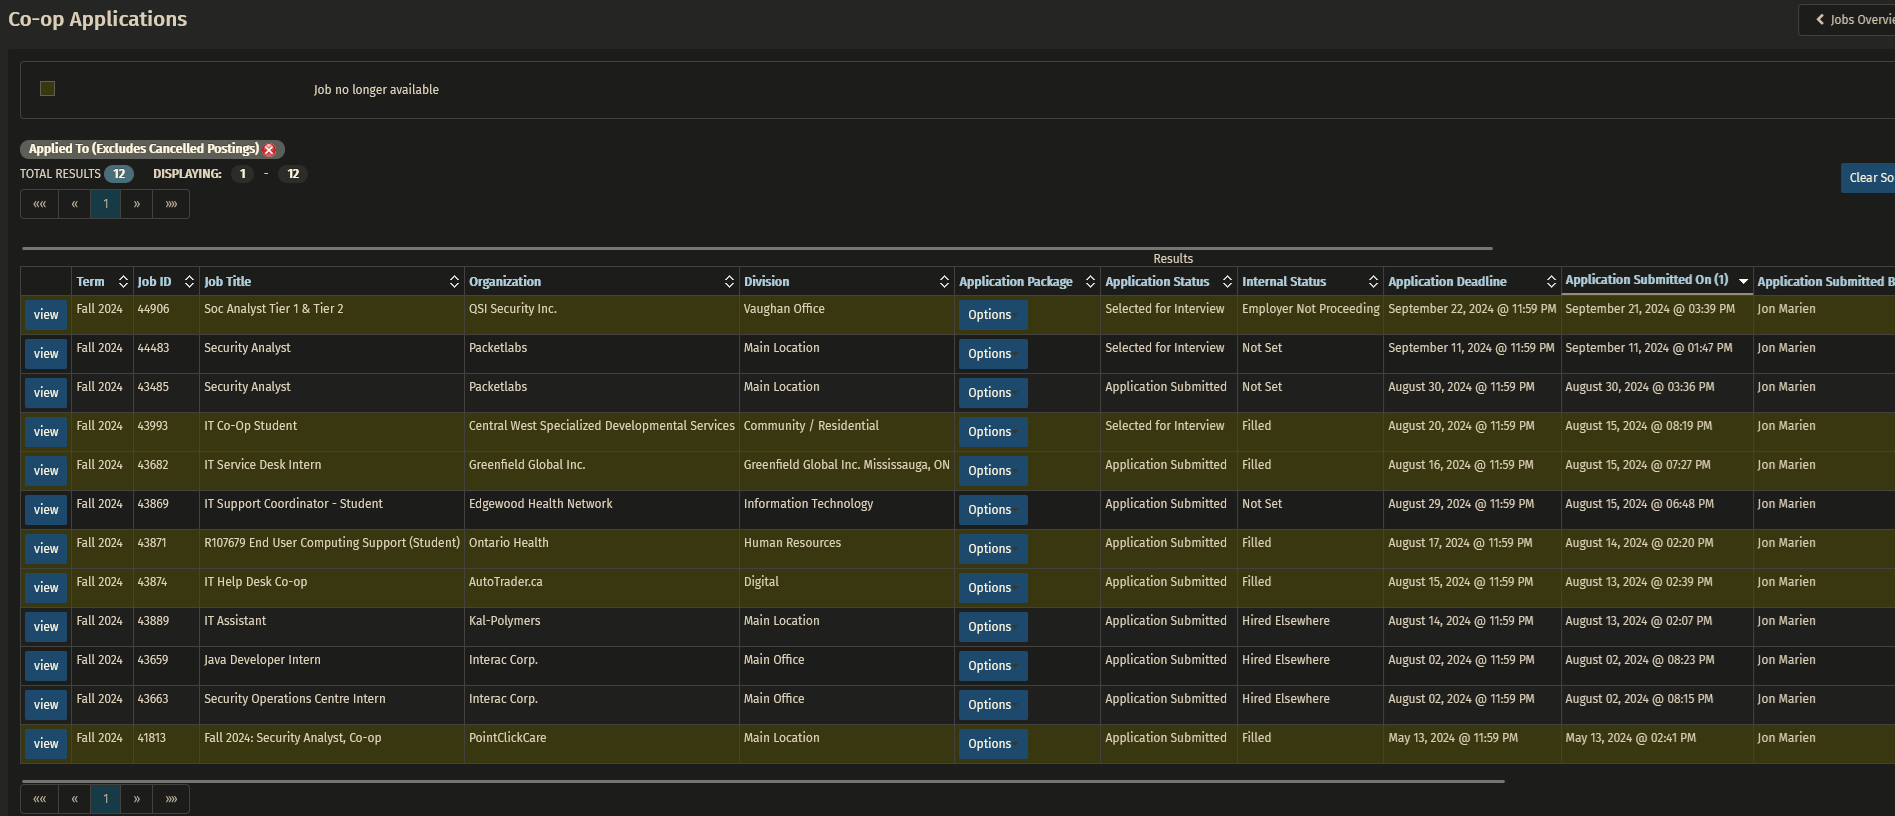 Co-op Applications
Jobs Overvie
Job no longer available
Applied To (Excludes Cancelled Postings)
TOTAL RESULTS 12 DISPLAYING: 1 - 12
Clear So
«« « 1 » »»
Results
Term Job ID Job Title Organization Division Application Package Application Status Internal Status Application Deadline Application Submitted On (1) Application Submitted B
view Fall 2024 44906 Soc Analyst Tier 1 & Tier 2 QSI Security Inc. Vaughan Office Options Selected for Interview Employer Not Proceeding September 22, 2024 @ 11:59 PM September 21, 2024 @ 03:39 PM Jon Marien
view Fall 2024 44483 Security Analyst Packetlabs Main Location Options Selected for Interview Not Set September 11, 2024 @ 11:59 PM September 11, 2024 @ 01:47 PM Jon Marien
view Fall 2024 43485 Security Analyst Packetlabs Main Location Options Application Submitted Not Set August 30, 2024 @ 11:59 PM August 30, 2024 @ 03:36 PM Jon Marien
view Fall 2024 43993 IT Co-Op Student Central West Specialized Developmental Services Community / Residential Options Selected for Interview Filled August 20, 2024 @ 11:59 PM August 15, 2024 @ 08:19 PM Jon Marien
view Fall 2024 43682 IT Service Desk Intern Greenfield Global Inc. Greenfield Global Inc. Mississauga, ON Options Application Submitted Filled August 16, 2024 @ 11:59 PM August 15, 2024 @ 07:27 PM Jon Marien
view Fall 2024 43869 IT Support Coordinator - Student Edgewood Health Network Information Technology Options Application Submitted Not Set August 29, 2024 @ 11:59 PM August 15, 2024 @ 06:48 PM Jon Marien
view Fall 2024 43871 R107679 End User Computing Support (Student) Ontario Health Human Resources Options Application Submitted Filled August 17, 2024 @ 11:59 PM August 14, 2024 @ 02:20 PM Jon Marien
view Fall 2024 43874 IT Help Desk Co-op AutoTrader.ca Digital Options Application Submitted Filled August 15, 2024 @ 11:59 PM August 13, 2024 @ 02:39 PM Jon Marien
view Fall 2024 43889 IT Assistant Kal-Polymers Main Location Options Application Submitted Hired Elsewhere August 14, 2024 @ 11:59 PM August 13, 2024 @ 02:07 PM Jon Marien
view Fall 2024 43659 Java Developer Intern Interac Corp. Main Office Options Application Submitted Hired Elsewhere August 02, 2024 @ 11:59 PM August 02, 2024 @ 08:23 PM Jon Marien
view Fall 2024 43663 Security Operations Centre Intern Interac Corp. Main Office Options Application Submitted Hired Elsewhere August 02, 2024 @ 11:59 PM August 02, 2024 @ 08:15 PM Jon Marien
view Fall 2024 41813 Fall 2024: Security Analyst, Co-op PointClickCare Main Location Options Application Submitted Filled May 13, 2024 @ 11:59 PM May 13, 2024 @ 02:41 PM Jon Marien
«« « 1 » »»